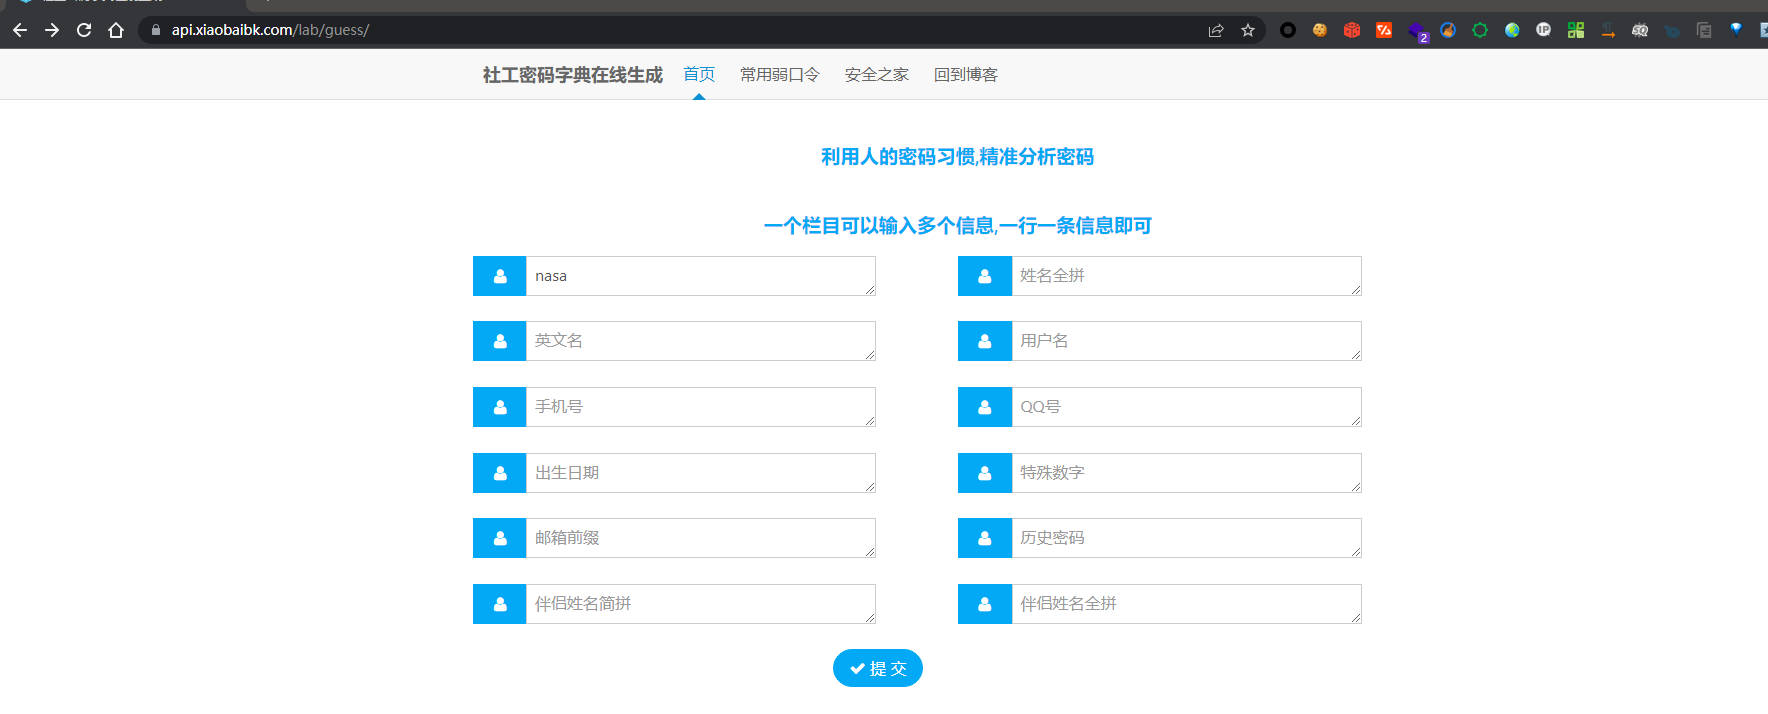 api.xiaobaibk.com/lab/guess/
2
IP
SQ
社工密码字典在线生成 首页 常用弱口令 安全之家 回到博客
利用人的密码习惯,精准分析密码
一个栏目可以输入多个信息,一行一条信息即可
nasa 姓名全拼
英文名 用户名
手机号 QQ号
出生日期 特殊数字
邮箱前缀 历史密码
伴侣姓名简拼 伴侣姓名全拼
提 交